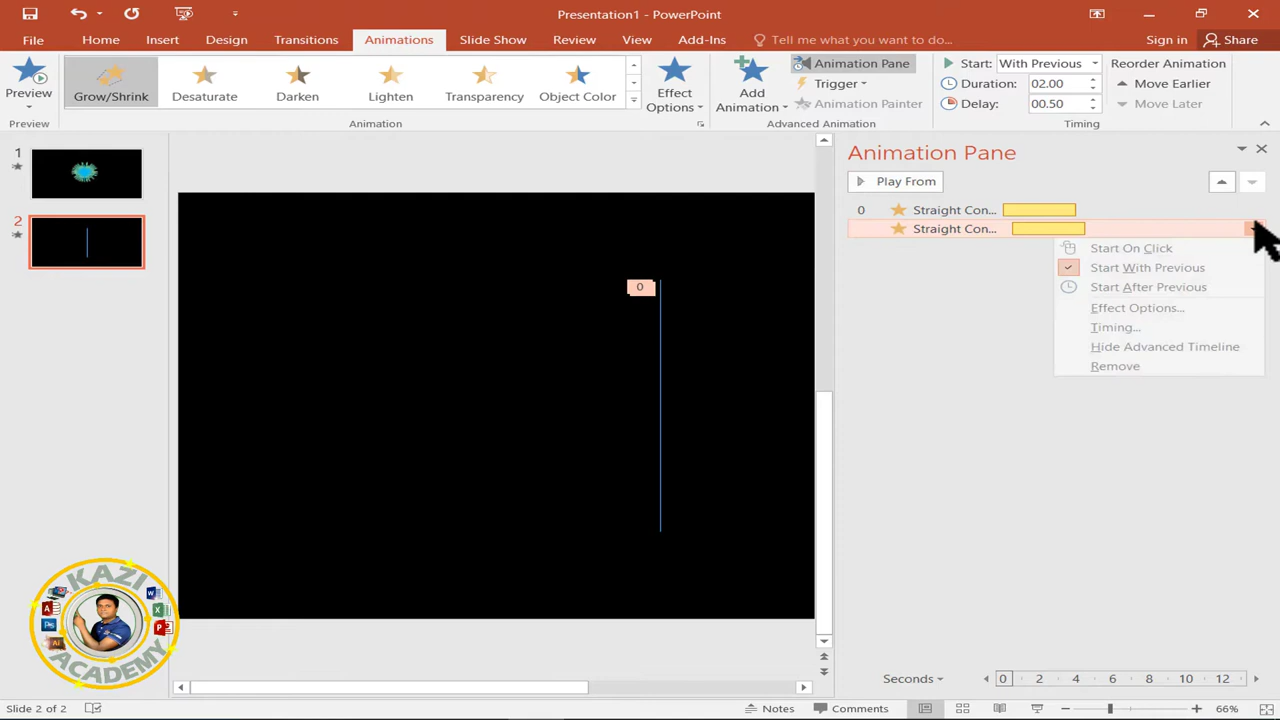 Presentation1 - PowerPoint
File Home Insert Design Transitions Animations Slide Show Review View Add-Ins Tell me what you want to do... Sign in Share
Preview
Grow/Shrink Desaturate Darken Lighten Transparency Object Color
Effect Options
Add Animation
Animation Pane
Trigger
Animation Painter
Start: With Previous
Duration: 02.00
Delay: 00.50
Reorder Animation
Move Earlier
Move Later
Preview Animation Advanced Animation Timing
1
2
0
Animation Pane
Play From
0 Straight Con...
Straight Con...
Start On Click
Start With Previous
Start After Previous
Effect Options...
Timing...
Hide Advanced Timeline
Remove
KAZI
ACADEMY
Seconds 0 2 4 6 8 10 12
Slide 2 of 2 Notes Comments 66%